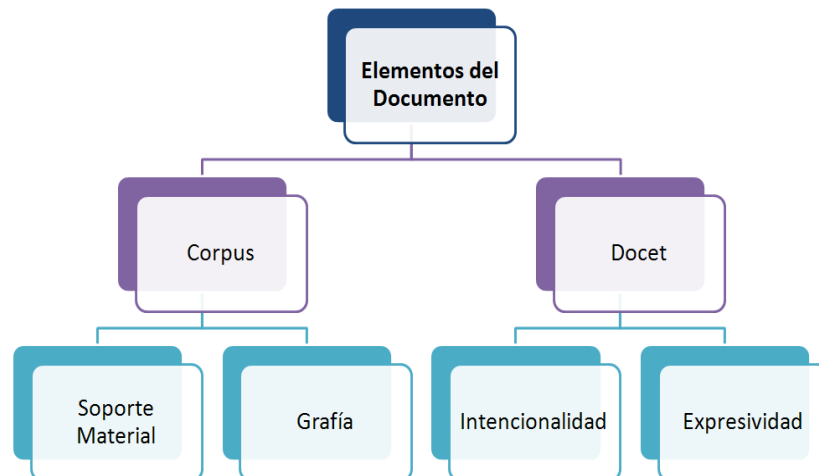 Elementos del
Documento
Corpus
Docet
Soporte
Material
Grafía
Intencionalidad
Expresividad